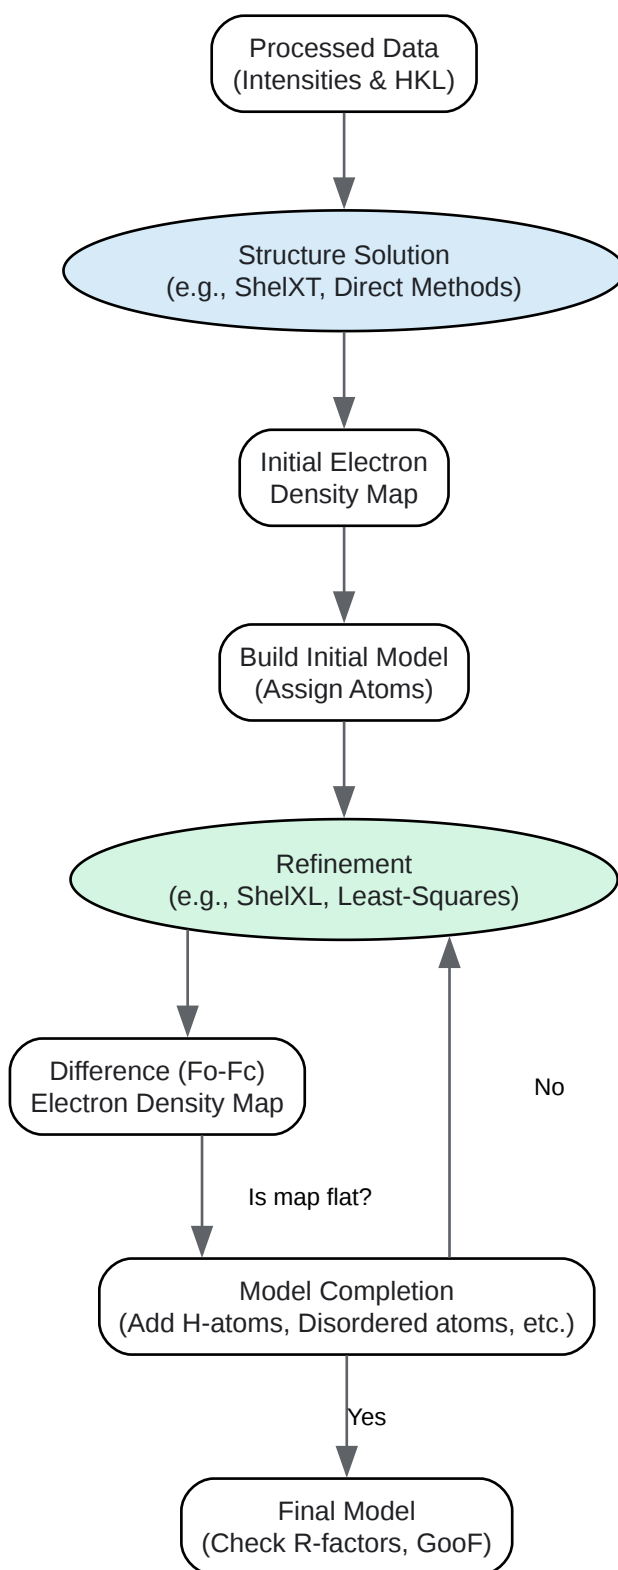 Processed Data
(Intensities & HKL)
Structure Solution
(e.g., ShelXT, Direct Methods)
Initial Electron
Density Map
Build Initial Model
(Assign Atoms)
Refinement
(e.g., ShelXL, Least-Squares)
Difference (Fo-Fc)
Electron Density Map
No
Is map flat?
Model Completion
(Add H-atoms, Disordered atoms, etc.)
Yes
Final Model
(Check R-factors, GooF)